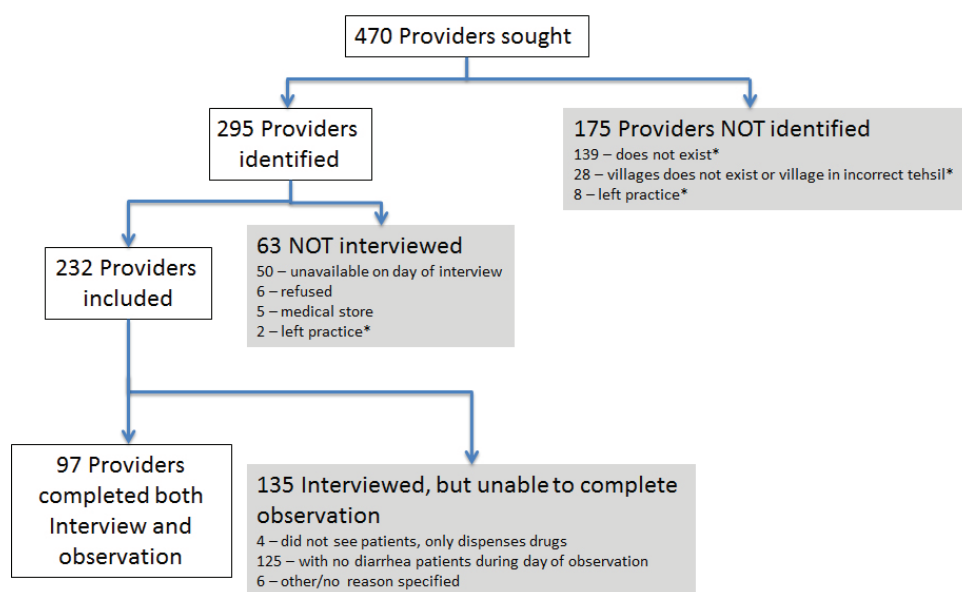 470 Providers sought
295 Providers
identified
175 Providers NOT identified
139 – does not exist*
28 – villages does not exist or village in incorrect tehsil*
8 – left practice*
63 NOT interviewed
50 – unavailable on day of interview
6 – refused
5 – medical store
2 – left practice*
232 Providers
included
97 Providers
completed both
Interview and
observation
135 Interviewed, but unable to complete
observation
4 – did not see patients, only dispenses drugs
125 – with no diarrhea patients during day of observation
6 – other/no reason specified